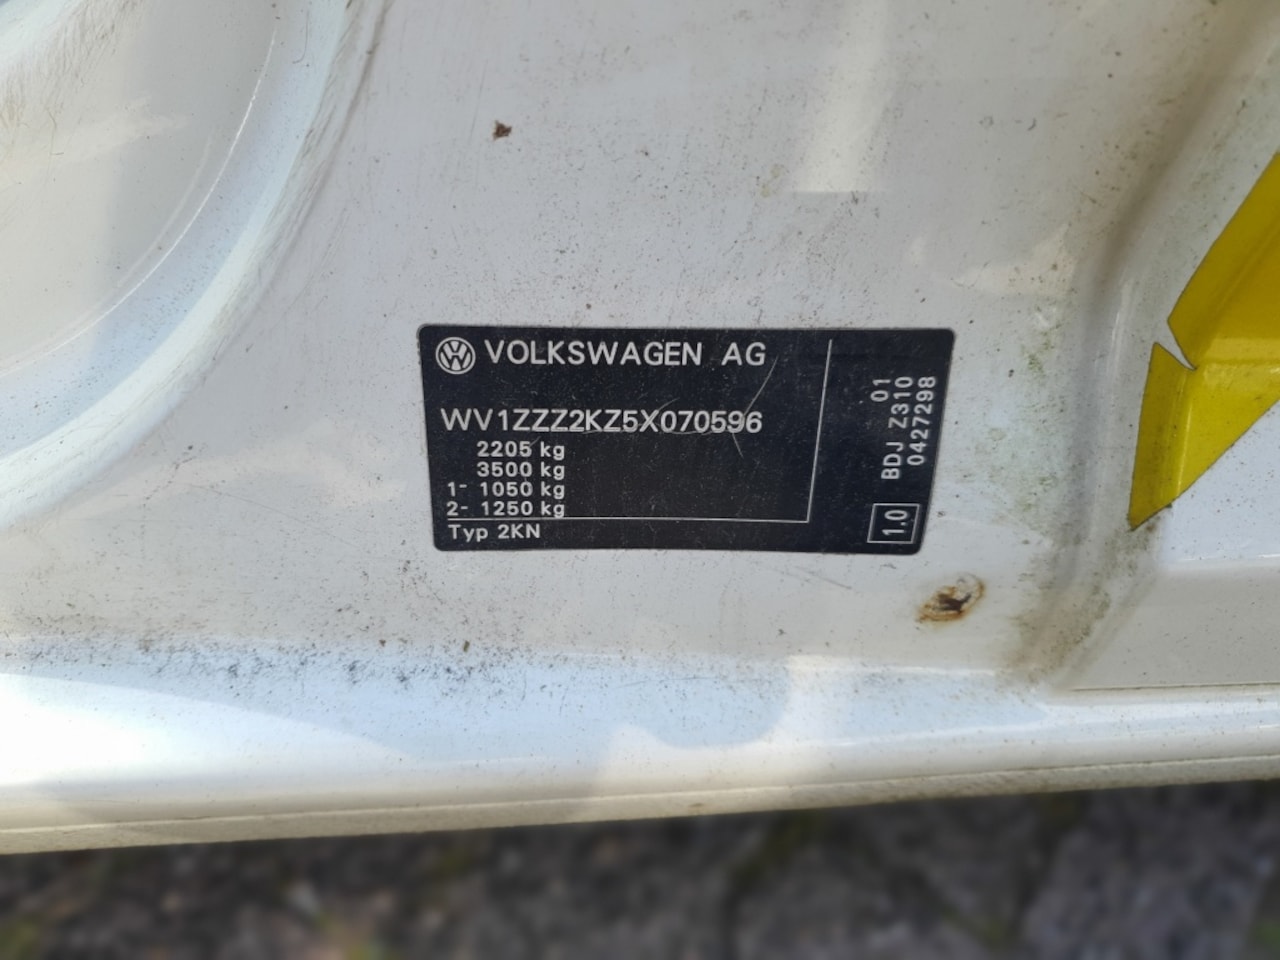 VOLKSWAGEN AG
WV1ZZZ2KZ5X070596
2205 kg
3500 kg
1- 1050 kg
2- 1250 kg
Typ 2KN
01
BDJ Z310
0427298
1.0